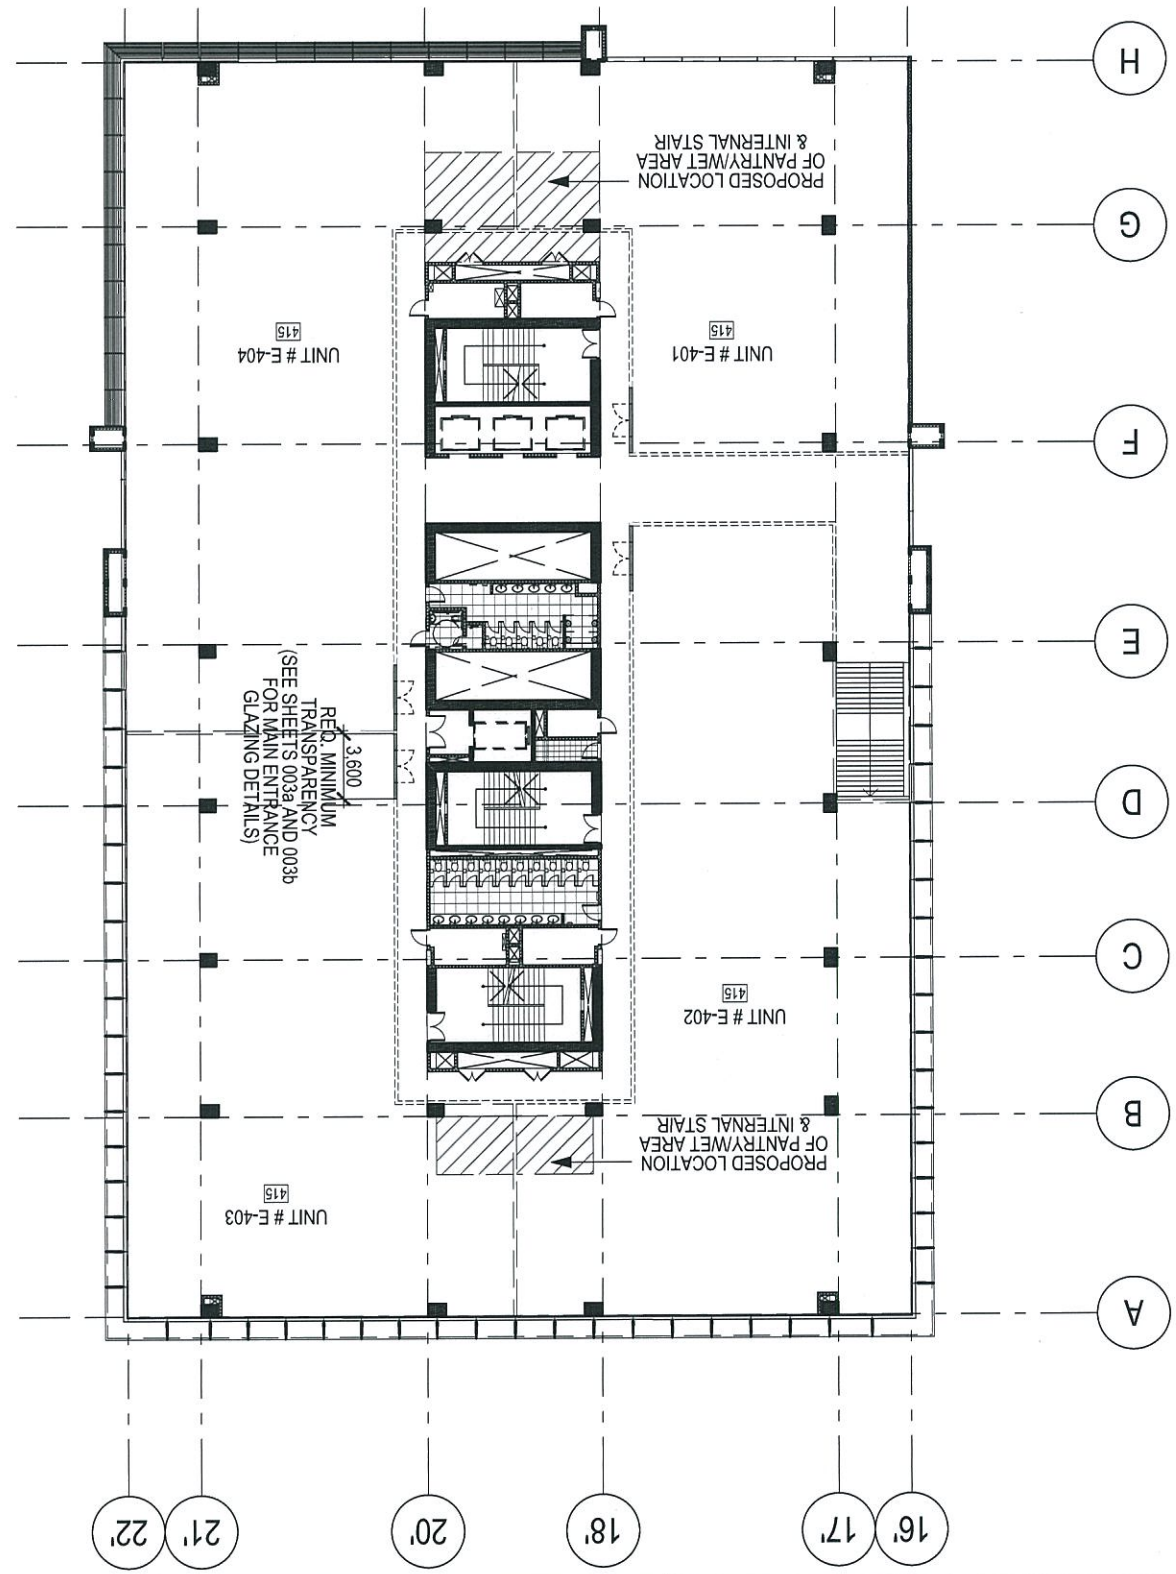 16'
17'
18'
20'
21'
22'
A
B
C
D
E
F
G
H
UNIT # E-403
415
PROPOSED LOCATION
OF PANTRY/WET AREA
& INTERNAL STAIR
UNIT # E-402
415
3,600
REQ. MINIMUM
TRANSPARENCY
(SEE SHEETS 003a AND 003b
FOR MAIN ENTRANCE
GLAZING DETAILS)
UNIT # E-401
415
UNIT # E-404
415
PROPOSED LOCATION
OF PANTRY/WET AREA
& INTERNAL STAIR